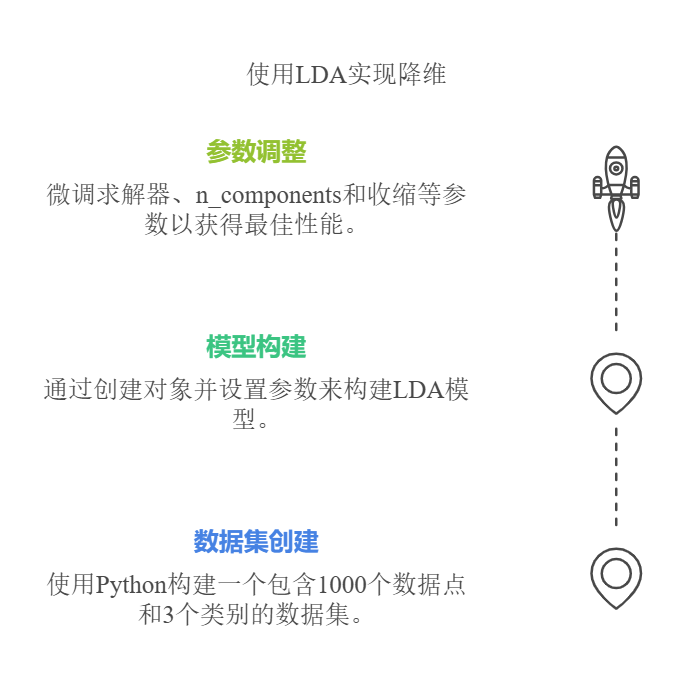 使用LDA实现降维
参数调整
微调求解器、n_components和收缩等参
数以获得最佳性能。
模型构建
通过创建对象并设置参数来构建LDA模
型。
数据集创建
使用Python构建一个包含1000个数据点
和3个类别的数据集。